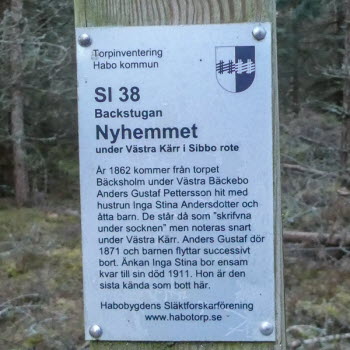 Torpinventering
Habo kommun
SI 38
Backstugan
Nyhemmet
under Västra Kärr i Sibbo rote
År 1862 kommer från torpet
Bäcksholm under Västra Bäckebo
Anders Gustaf Pettersson hit med
hustrun Inga Stina Andersdotter och
åtta barn. De står då som "skrifvna
under socknen" men noteras snart
under Västra Kärr. Anders Gustaf dör
1871 och barnen flyttar successivt
bort. Änkan Inga Stina bor ensam
kvar till sin död 1911. Hon är den
sista kända som bott här.
Habobygdens Släktforskarförening
www.habotorp.se